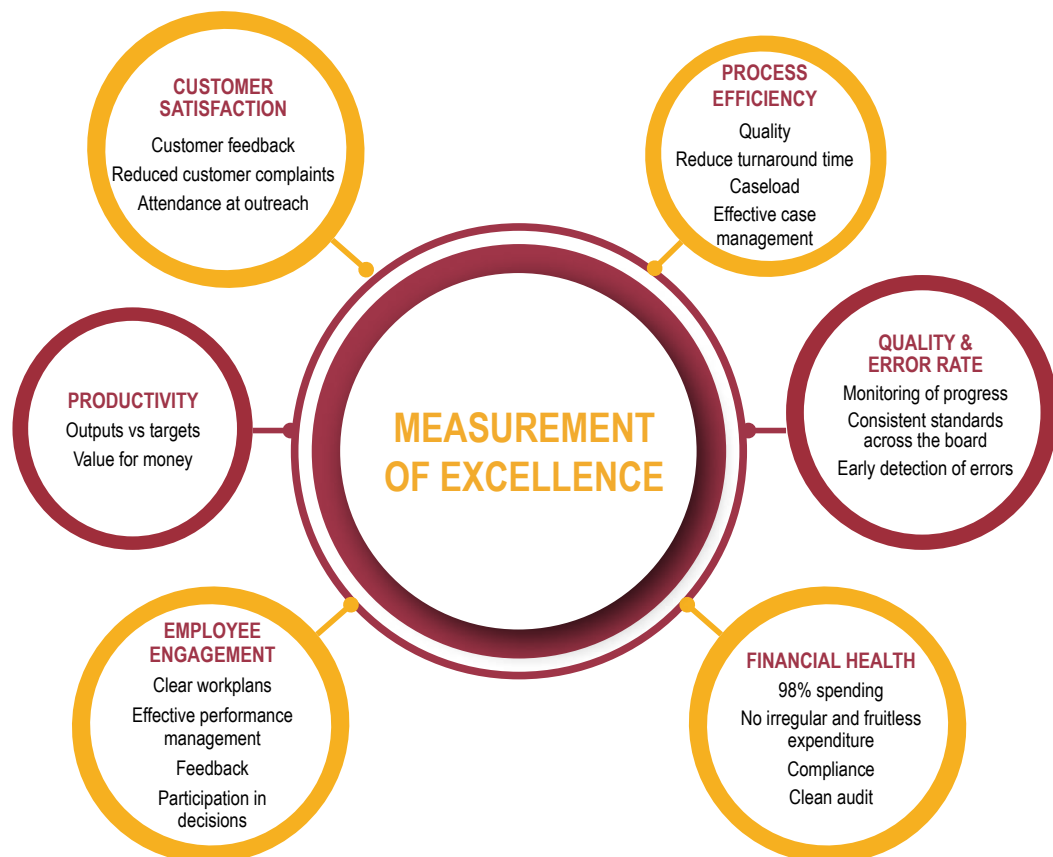 CUSTOMER
SATISFACTION
Customer feedback
Reduced customer complaints
Attendance at outreach
PROCESS
EFFICIENCY
Quality
Reduce turnaround time
Caseload
Effective case
management
PRODUCTIVITY
Outputs vs targets
Value for money
MEASUREMENT
OF EXCELLENCE
QUALITY &
ERROR RATE
Monitoring of progress
Consistent standards
across the board
Early detection of errors
EMPLOYEE
ENGAGEMENT
Clear workplans
Effective performance
management
Feedback
Participation in
decisions
FINANCIAL HEALTH
98% spending
No irregular and fruitless
expenditure
Compliance
Clean audit